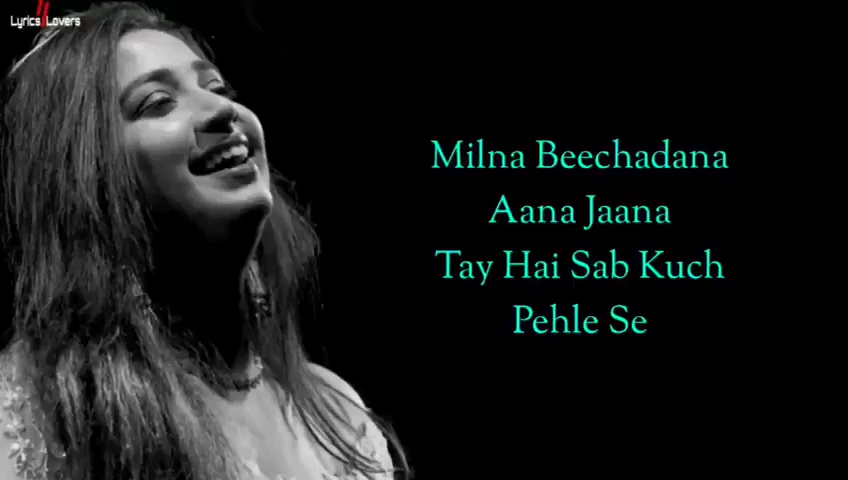 Lyrics Lovers
Milna Beechadana
Aana Jaana
Tay Hai Sab Kuch
Pehle Se